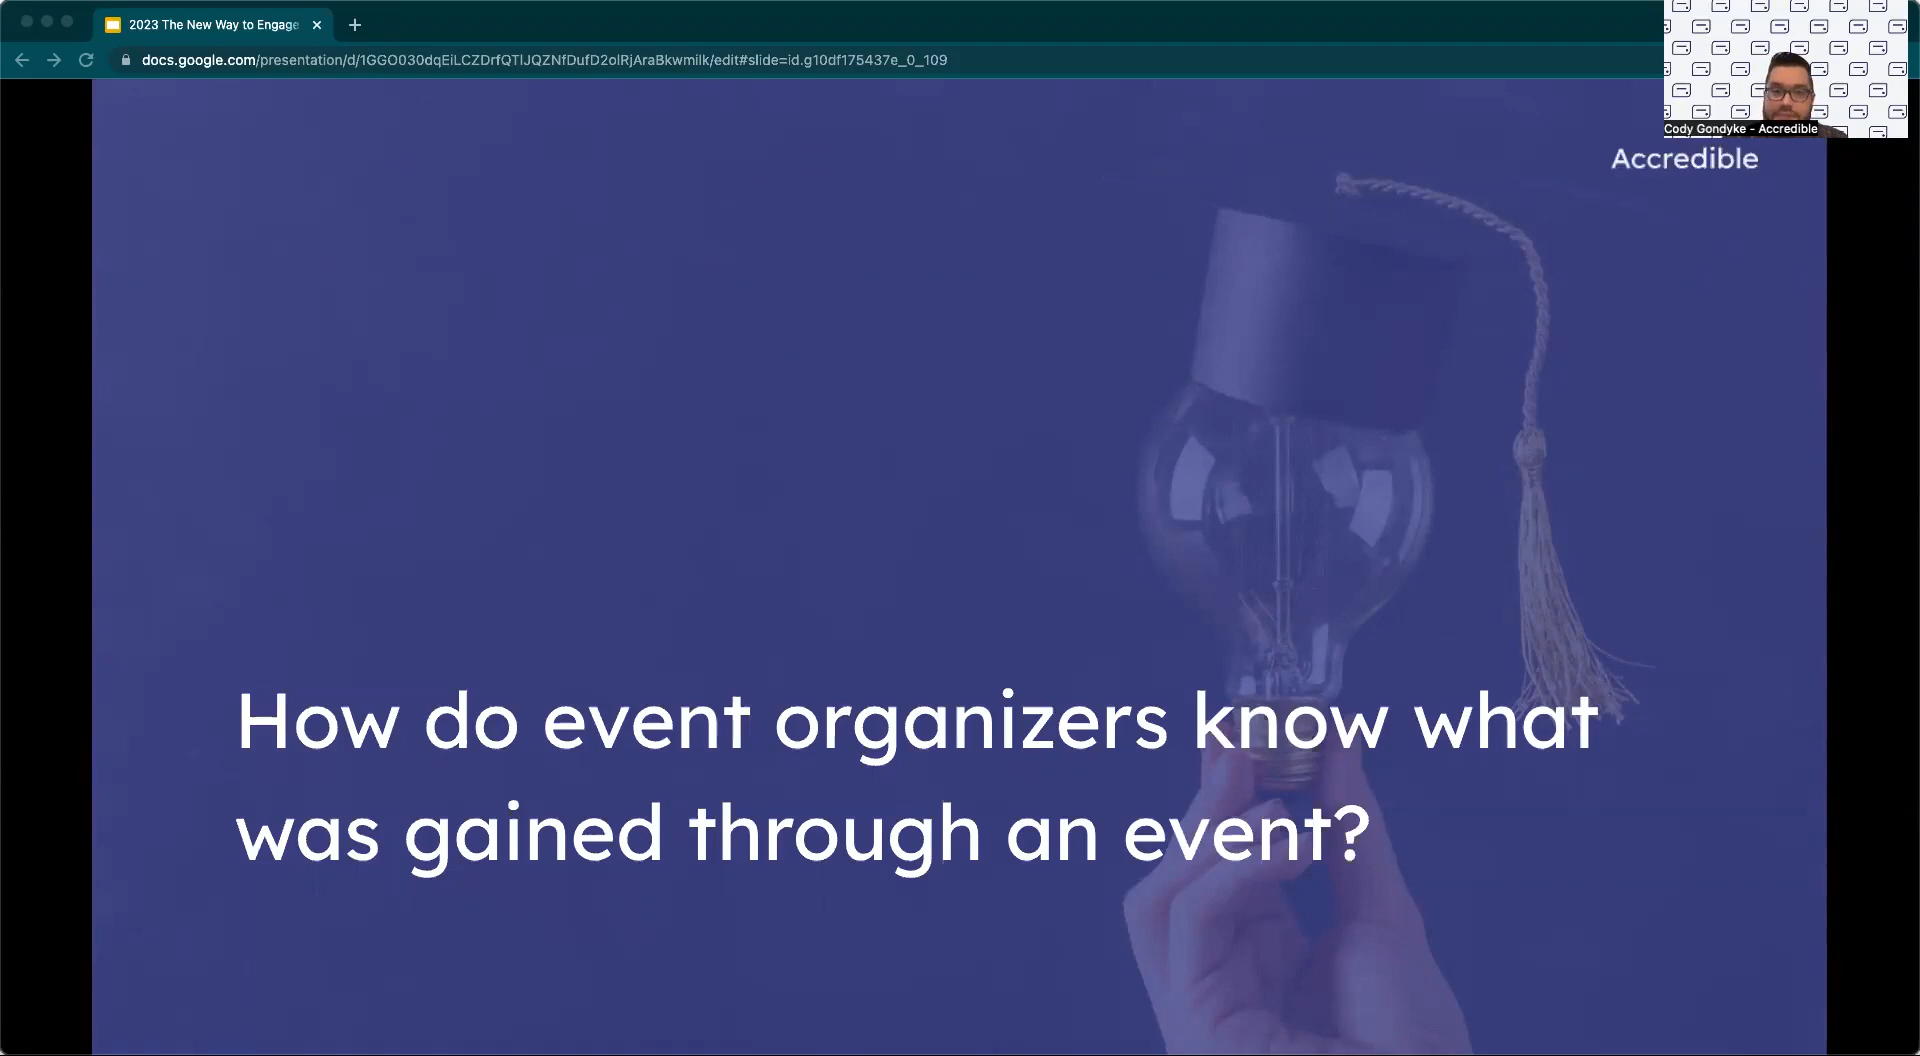 2023 The New Way to Engage
docs.google.com/presentation/d/1GGO030dqEiLCZDrfQTlJQZNfDufD2olRjAraBkwmilk/edit#slide=id.g10df175437e_0_109
Cody Gondyke - Accredible
Accredible
How do event organizers know what
was gained through an event?